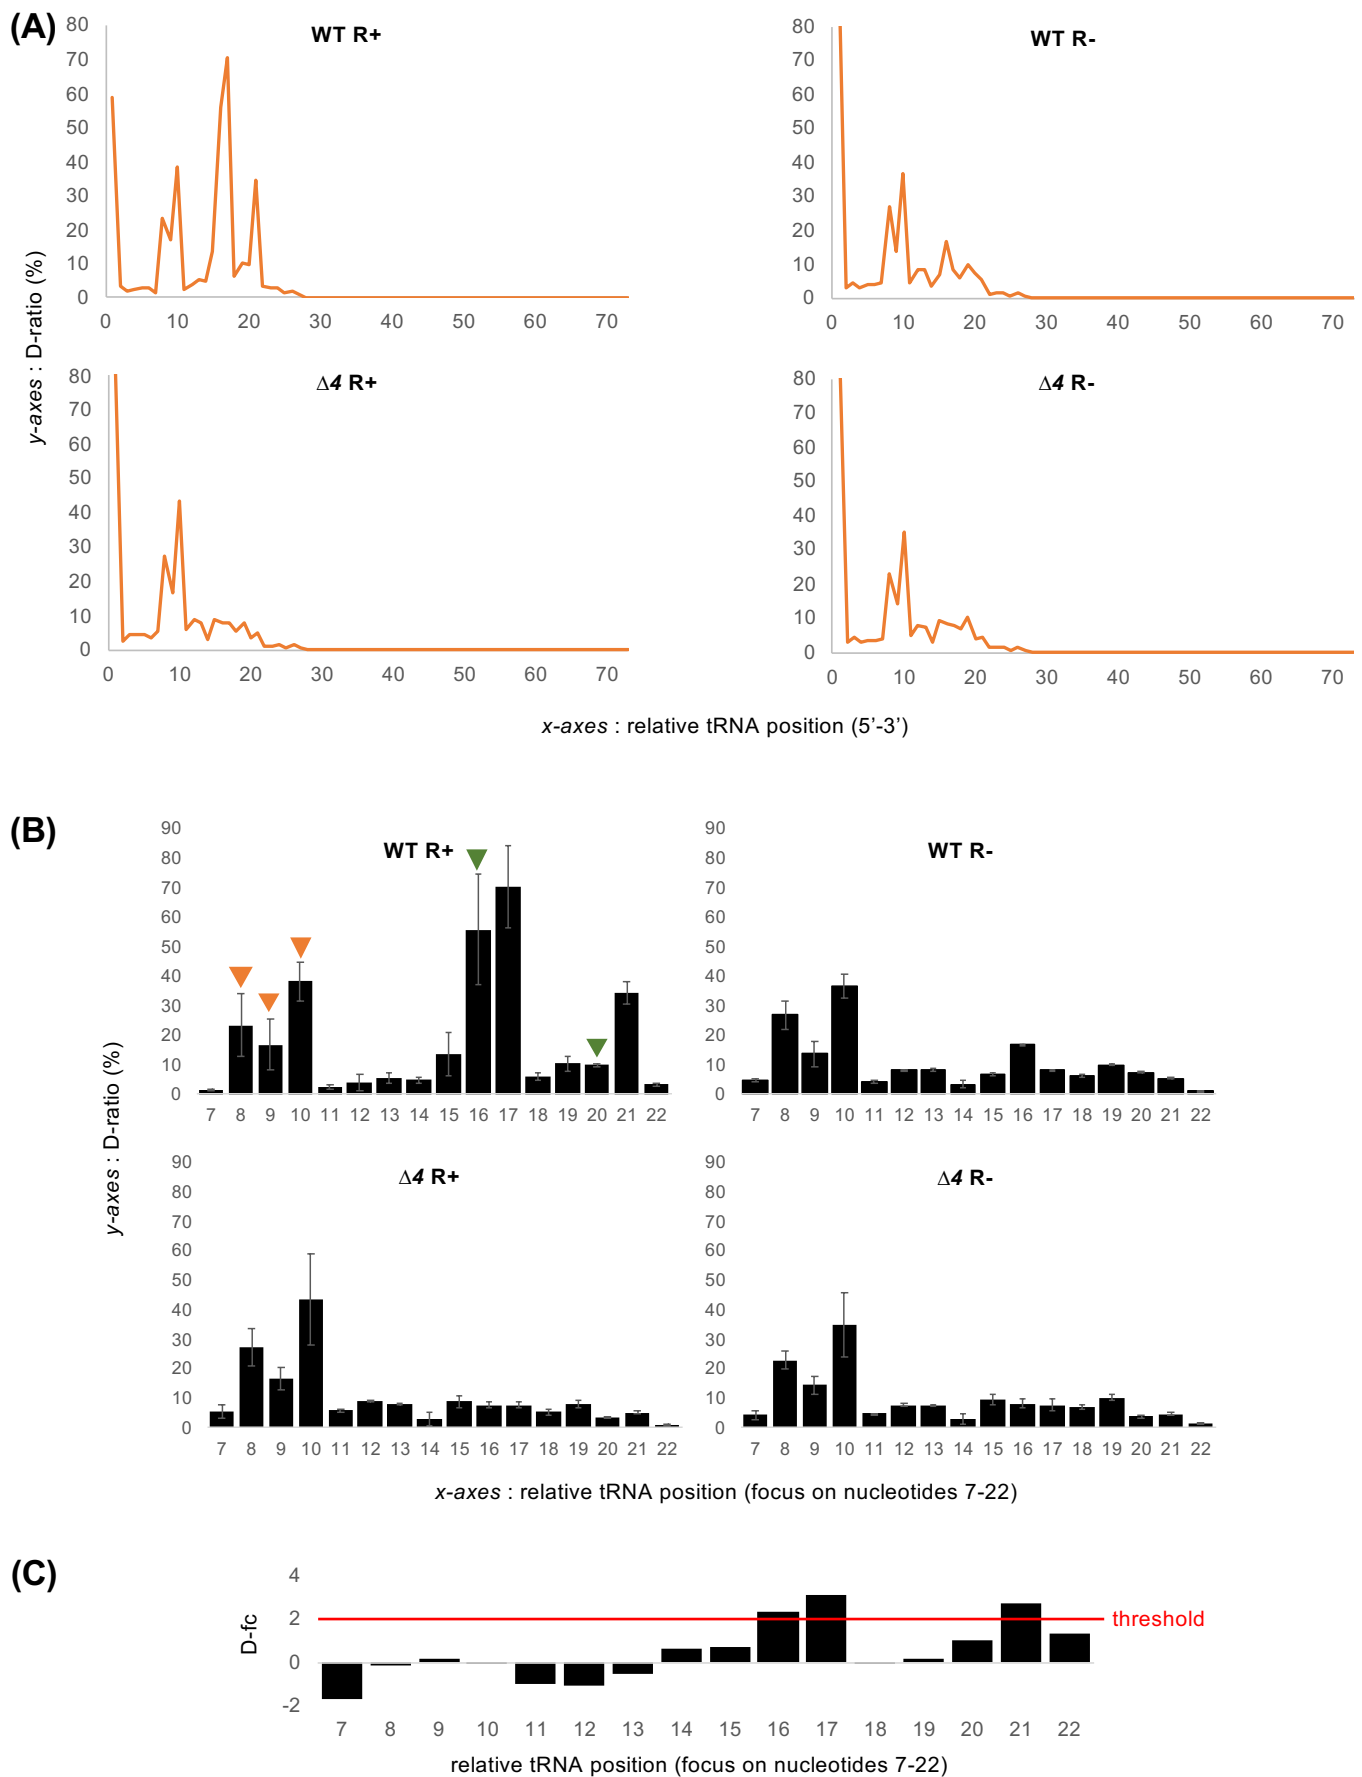 (A)
WT R+
WT R-
80
70
60
50
40
30
20
10
0
0 10 20 30 40 50 60 70
80
70
60
50
40
30
20
10
0
0 10 20 30 40 50 60 70
y-axes : D-ratio (%)
Δ4 R+
Δ4 R-
80
70
60
50
40
30
20
10
0
0 10 20 30 40 50 60 70
80
70
60
50
40
30
20
10
0
0 10 20 30 40 50 60 70
x-axes : relative tRNA position (5’-3’)
(B)
WT R+
WT R-
90
80
70
60
50
40
30
20
10
0
7 8 9 10 11 12 13 14 15 16 17 18 19 20 21 22
90
80
70
60
50
40
30
20
10
0
7 8 9 10 11 12 13 14 15 16 17 18 19 20 21 22
y-axes : D-ratio (%)
Δ4 R+
Δ4 R-
90
80
70
60
50
40
30
20
10
0
7 8 9 10 11 12 13 14 15 16 17 18 19 20 21 22
90
80
70
60
50
40
30
20
10
0
7 8 9 10 11 12 13 14 15 16 17 18 19 20 21 22
x-axes : relative tRNA position (focus on nucleotides 7-22)
(C)
D-fc
4
2
0
-2
threshold
7 8 9 10 11 12 13 14 15 16 17 18 19 20 21 22
relative tRNA position (focus on nucleotides 7-22)